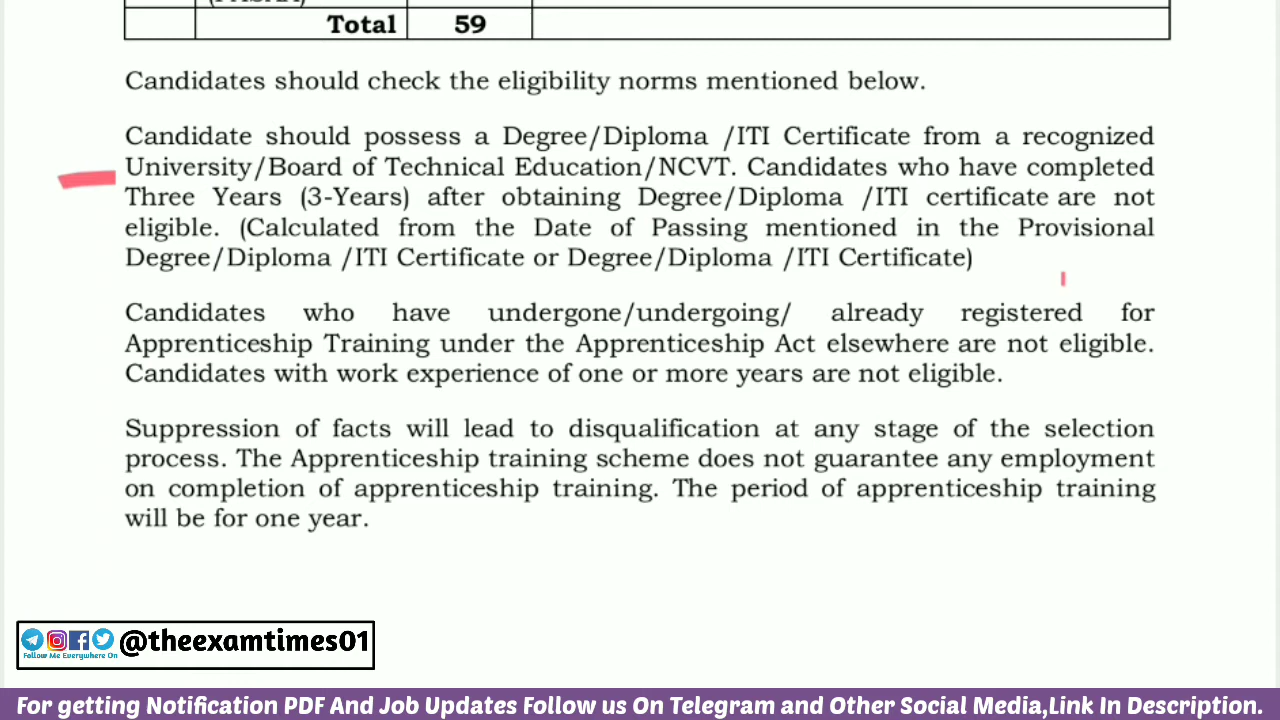 Total 59
Candidates should check the eligibility norms mentioned below.
Candidate should possess a Degree/Diploma /ITI Certificate from a recognized
University/Board of Technical Education/NCVT. Candidates who have completed
Three Years (3-Years) after obtaining Degree/Diploma /ITI certificate are not
eligible. (Calculated from the Date of Passing mentioned in the Provisional
Degree/Diploma /ITI Certificate or Degree/Diploma /ITI Certificate)
Candidates who have undergone/undergoing/ already registered for
Apprenticeship Training under the Apprenticeship Act elsewhere are not eligible.
Candidates with work experience of one or more years are not eligible.
Suppression of facts will lead to disqualification at any stage of the selection
process. The Apprenticeship training scheme does not guarantee any employment
on completion of apprenticeship training. The period of apprenticeship training
will be for one year.
@theexamtimes01
Follow Me Everywhere On
For getting Notification PDF And Job Updates Follow us On Telegram and Other Social Media,Link In Description.